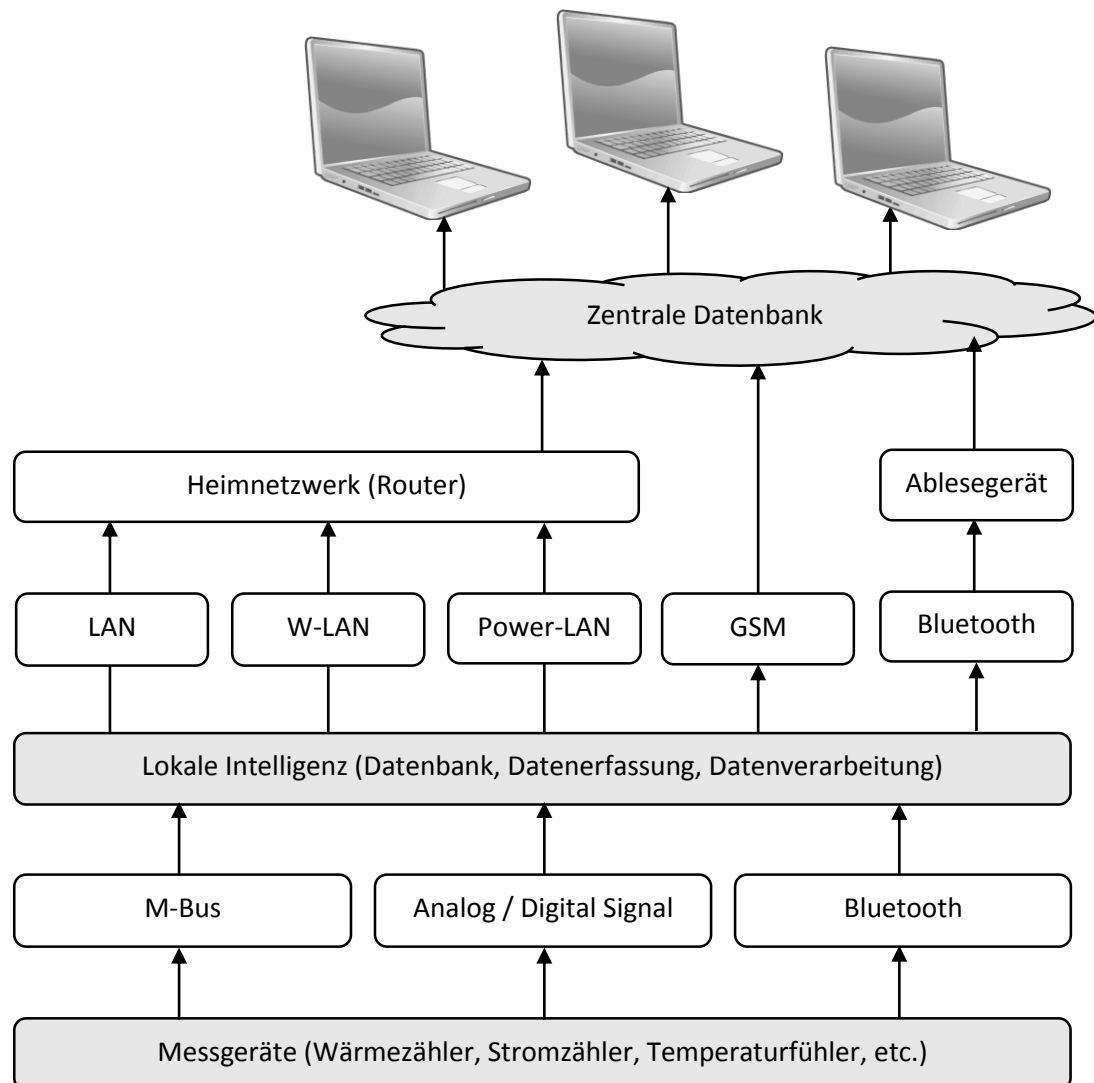 Zentrale Datenbank
Heimnetzwerk (Router)
Ablesegerät
LAN
W-LAN
Power-LAN
GSM
Bluetooth
Lokale Intelligenz (Datenbank, Datenerfassung, Datenverarbeitung)
M-Bus
Analog / Digital Signal
Bluetooth
Messgeräte (Wärmezähler, Stromzähler, Temperaturfühler, etc.)